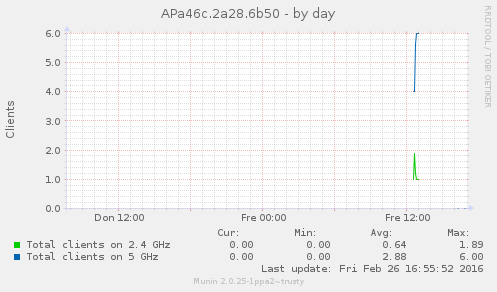 APa46c.2a28.6b50 - by day
RRDTOOL / TOBI OETIKER
Clients
6.0
5.0
4.0
3.0
2.0
1.0
0.0
Don 12:00 Fre 00:00 Fre 12:00
Cur: Min: Avg: Max:
Total clients on 2.4 GHz 0.00 0.00 0.64 1.89
Total clients on 5 GHz 0.00 0.00 2.88 6.00
Last update: Fri Feb 26 16:55:52 2016
Munin 2.0.25-1ppa2~trusty